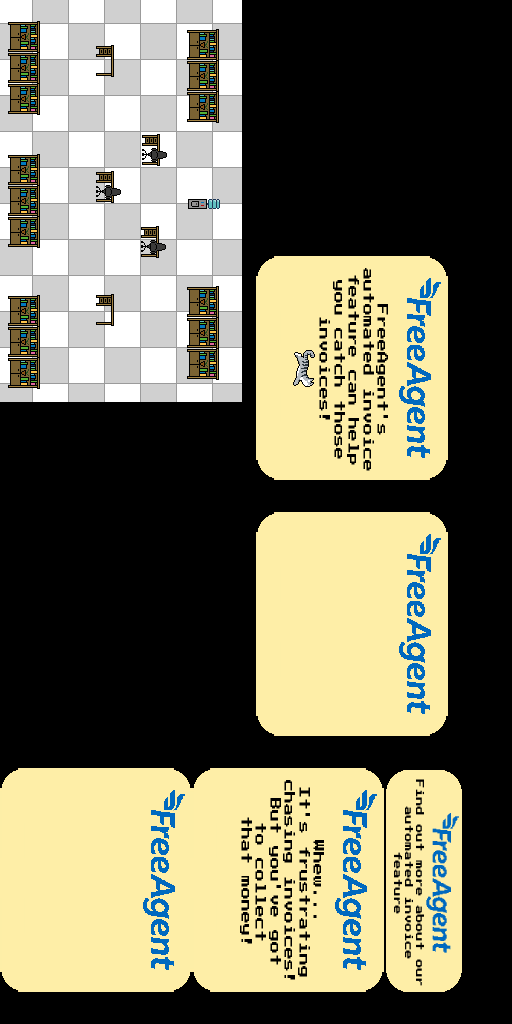 FreeAgent
FreeAgent's
automated invoice
feature can help
you catch those
invoices!
FreeAgent
FreeAgent
FreeAgent
Whew...
It's frustrating
chasing invoices!
But you've got
to collect
that money!
FreeAgent
Find out more about our
automated invoice
feature